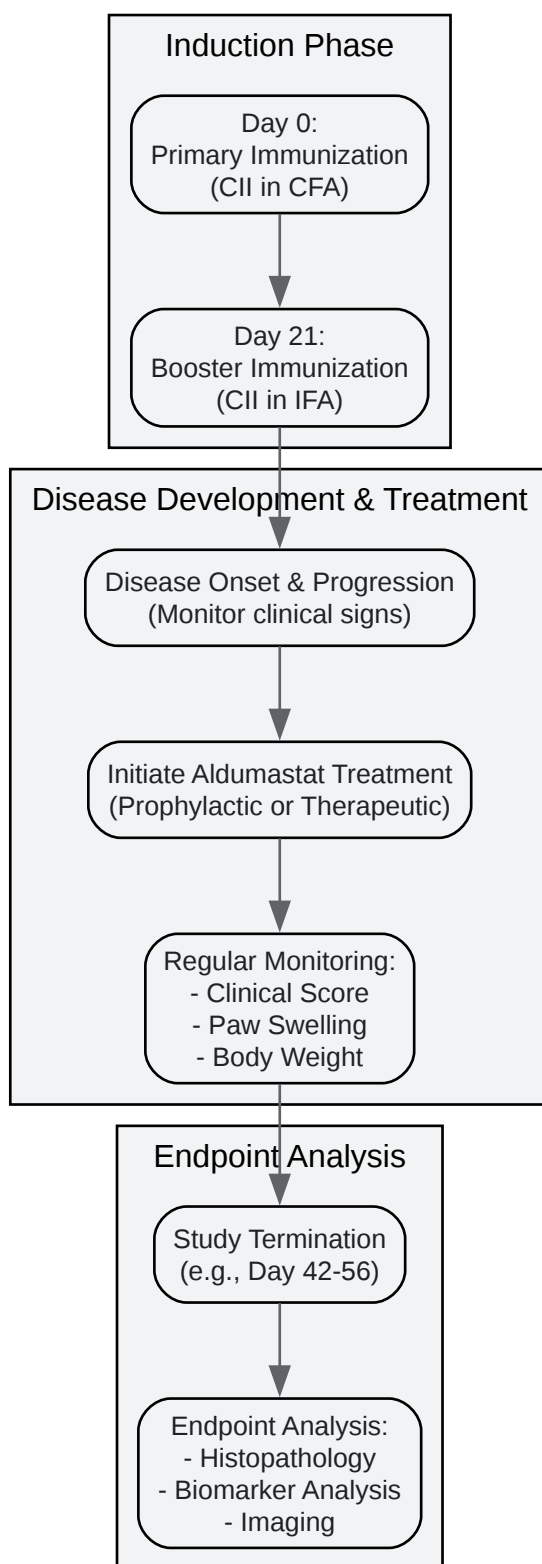 Induction Phase
Day 0:
Primary Immunization
(CII in CFA)
Day 21:
Booster Immunization
(CII in IFA)
Disease Development & Treatment
Disease Onset & Progression
(Monitor clinical signs)
Initiate Aldumastat Treatment
(Prophylactic or Therapeutic)
Regular Monitoring:
- Clinical Score
- Paw Swelling
- Body Weight
Endpoint Analysis
Study Termination
(e.g., Day 42-56)
Endpoint Analysis:
- Histopathology
- Biomarker Analysis
- Imaging